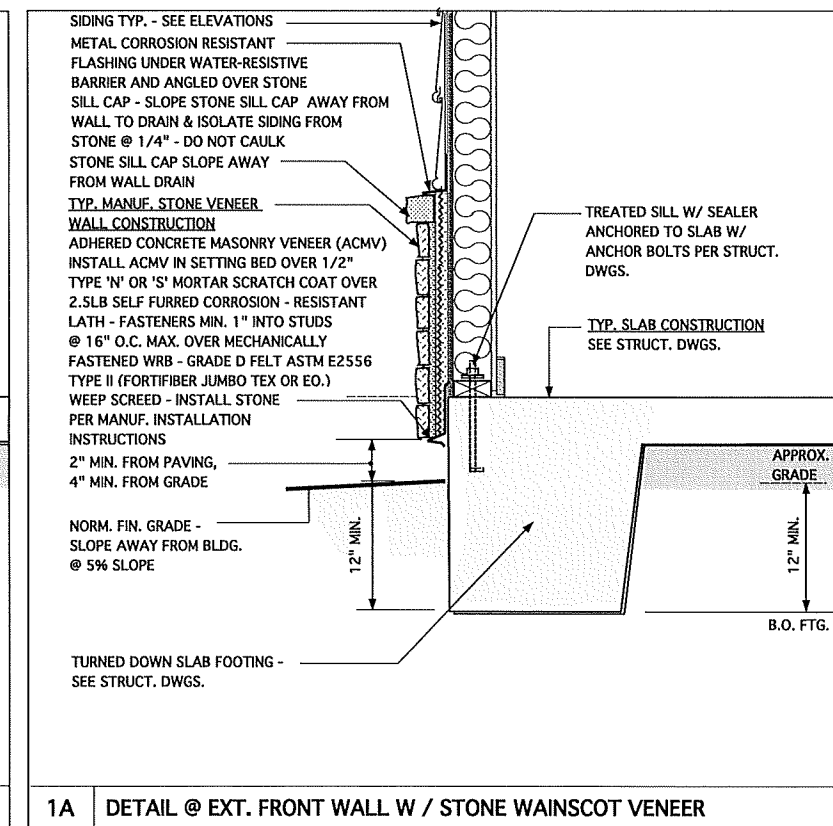 SIDING TYP. - SEE ELEVATIONS
METAL CORROSION RESISTANT
FLASHING UNDER WATER-RESISTIVE
BARRIER AND ANGLED OVER STONE
SILL CAP - SLOPE STONE SILL CAP AWAY FROM
WALL TO DRAIN & ISOLATE SIDING FROM
STONE @ 1/4" - DO NOT CAULK
STONE SILL CAP SLOPE AWAY
FROM WALL DRAIN
TYP. MANUF. STONE VENEER
WALL CONSTRUCTION
ADHERED CONCRETE MASONRY VENEER (ACMV)
INSTALL ACMV IN SETTING BED OVER 1/2"
TYPE 'N' OR 'S' MORTAR SCRATCH COAT OVER
2.5LB SELF FURRED CORROSION - RESISTANT
LATH - FASTENERS MIN. 1" INTO STUDS
@ 16" O.C. MAX. OVER MECHANICALLY
FASTENED WRB - GRADE D FELT ASTM E2556
TYPE II (FORTIFIBER JUMBO TEX OR EQ.)
WEEP SCREED - INSTALL STONE
PER MANUF. INSTALLATION
INSTRUCTIONS
2" MIN. FROM PAVING,
4" MIN. FROM GRADE
NORM. FIN. GRADE -
SLOPE AWAY FROM BLDG.
@ 5% SLOPE
12" MIN.
TURNED DOWN SLAB FOOTING -
SEE STRUCT. DWGS.
TREATED SILL W/ SEALER
ANCHORED TO SLAB W/
ANCHOR BOLTS PER STRUCT.
DWGS.
TYP. SLAB CONSTRUCTION
SEE STRUCT. DWGS.
APPROX.
GRADE
12" MIN.
B.O. FTG.
1A DETAIL @ EXT. FRONT WALL W / STONE WAINSCOT VENEER